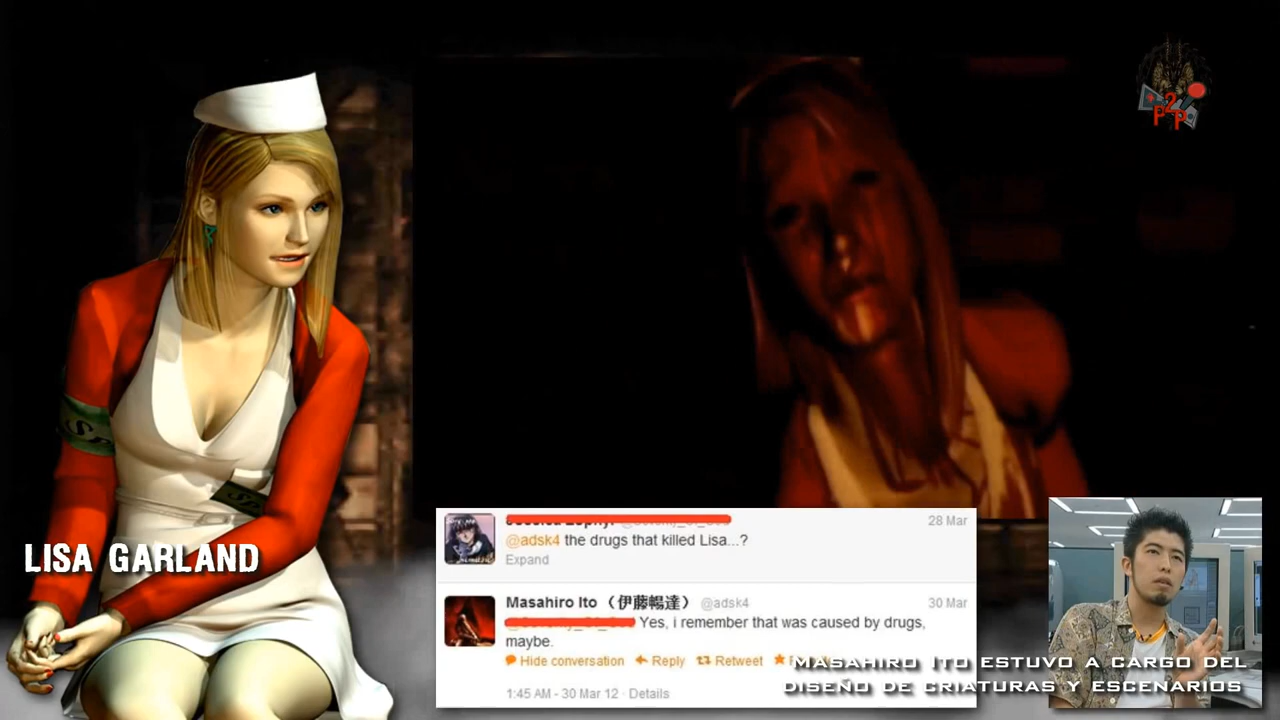 P2P
LISA GARLAND
28 Mar
@adsk4 the drugs that killed Lisa...?
Expand
Masahiro Ito (伊藤暢達) @adsk4
30 Mar
Yes, i remember that was caused by drugs,
maybe.
Hide conversation Reply Retweet
1:45 AM - 30 Mar 12 · Details
MASAHIRO ITO ESTUVO A CARGO DEL
DISEÑO DE CRIATURAS Y ESCENARIOS